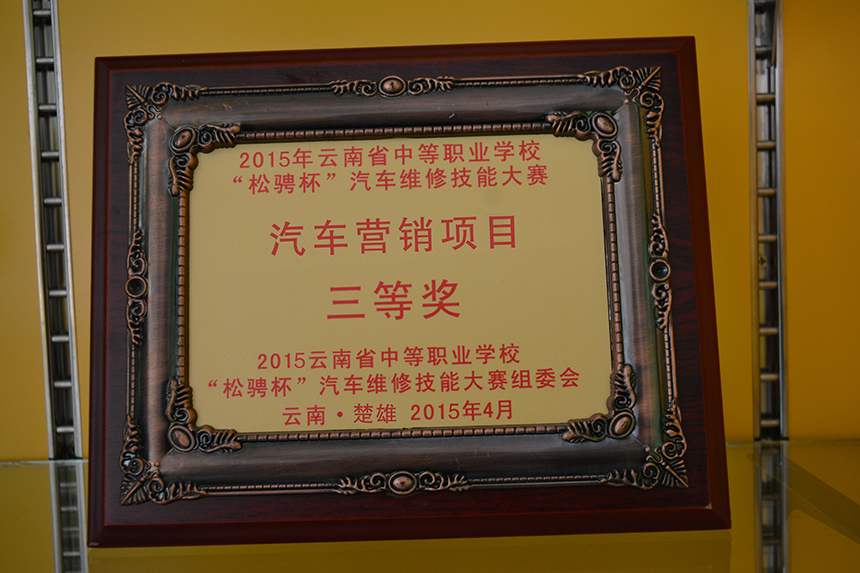 2015年云南省中等职业学校
“松骋杯”汽车维修技能大赛
汽车营销项目
三等奖
2015云南省中等职业学校
“松骋杯”汽车维修技能大赛组委会
云南·楚雄 2015年4月